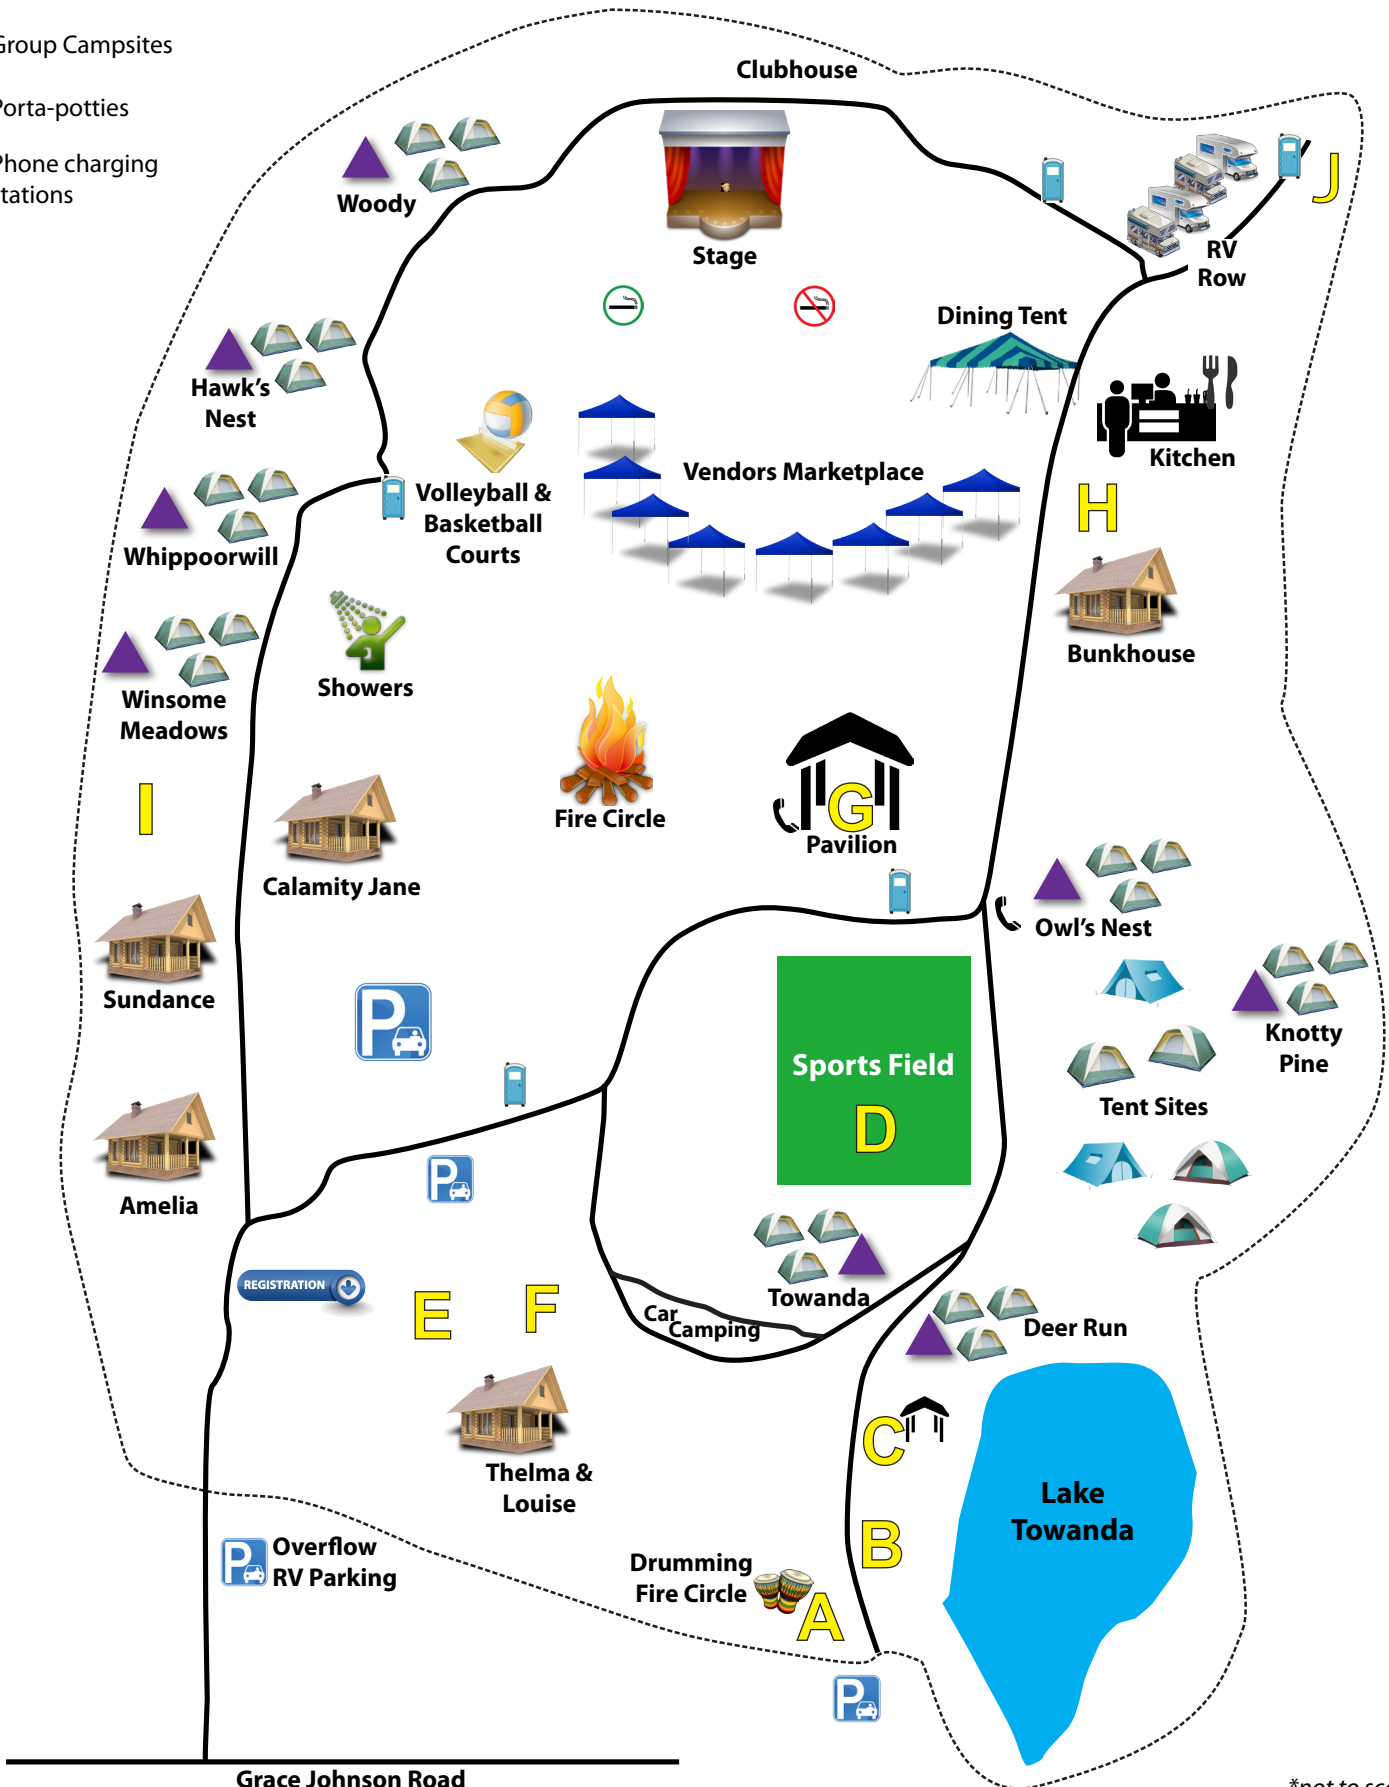 Group Campsites
Porta-potties
Phone charging
stations
Clubhouse
Woody
Stage
J
RV
Row
Dining Tent
Hawk's
Nest
Kitchen
Vendors Marketplace
Volleyball &
Basketball
Courts
H
Whippoorwill
Bunkhouse
Showers
Winsome
Meadows
I
Fire Circle
G
Pavilion
Calamity Jane
Owl's Nest
Sundance
P
Knotty
Pine
Sports Field
D
Tent Sites
P
Amelia
REGISTRATION
E
F
Towanda
Car
Camping
Deer Run
C
Thelma &
Louise
Lake
Towanda
B
Overflow
RV Parking
P
Drumming
Fire Circle
A
P
Grace Johnson Road
*not to sc